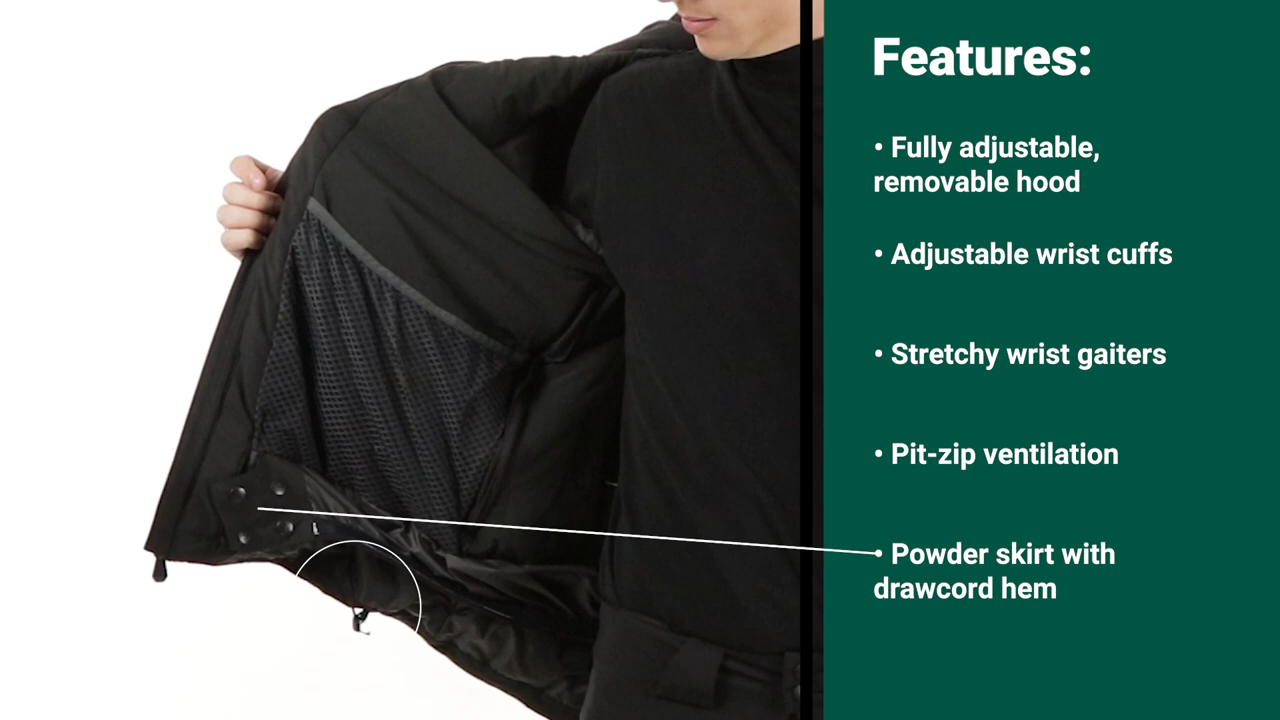 Features:
• Fully adjustable,
removable hood
• Adjustable wrist cuffs
• Stretchy wrist gaiters
• Pit-zip ventilation
• Powder skirt with
drawcord hem